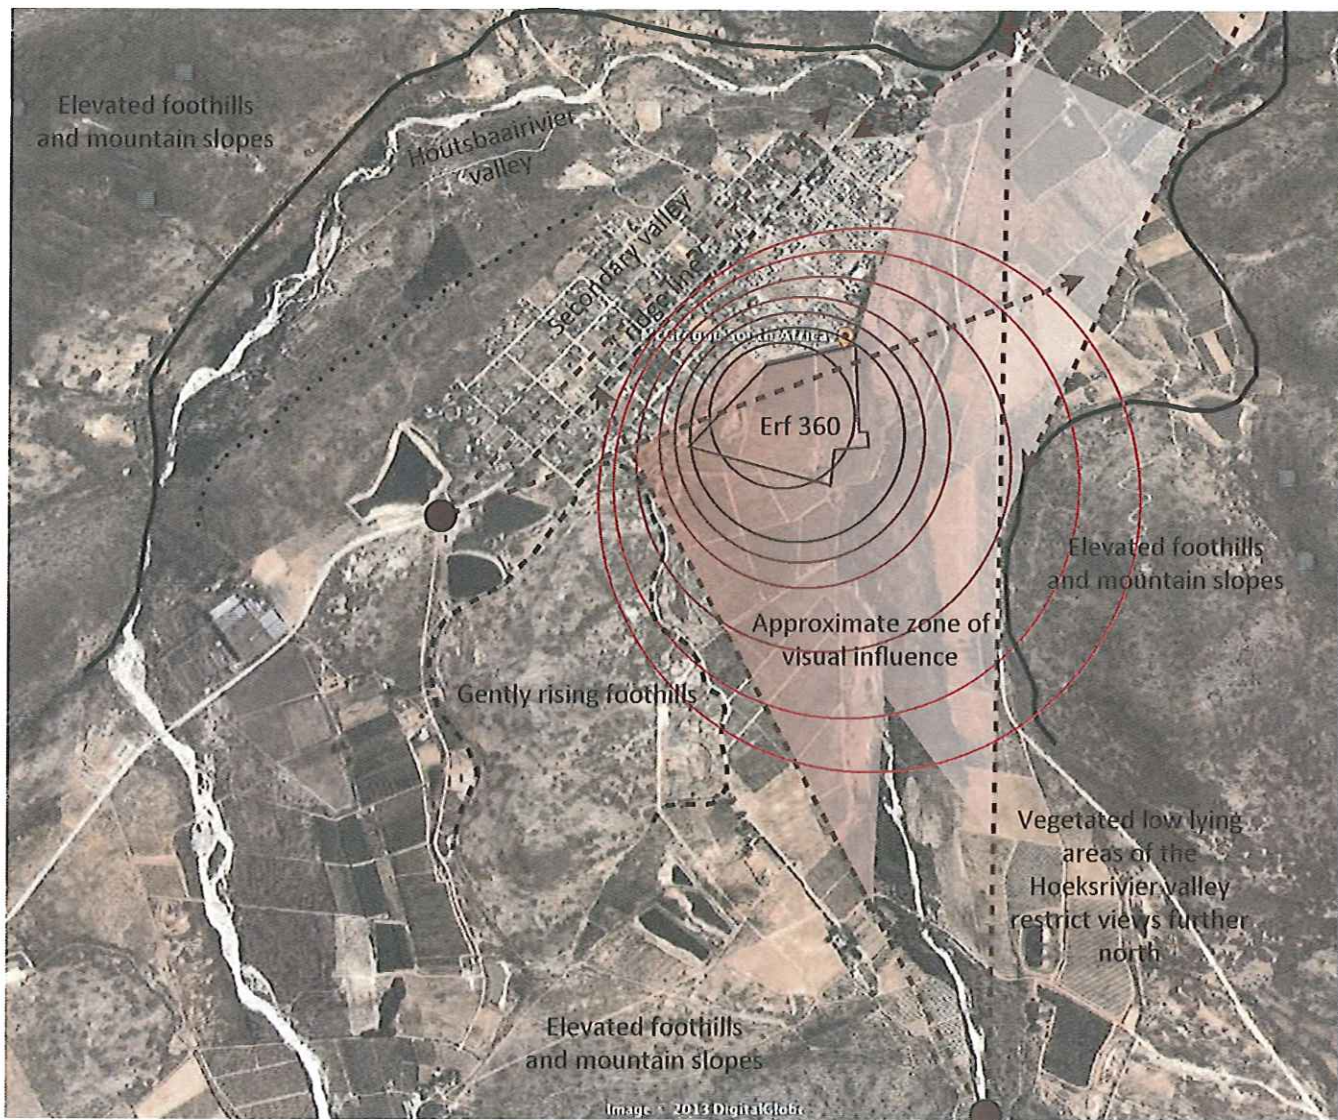 Elevated foothills
and mountain slopes
Houtsbaairivier
valley
Secondary valley
ridge line
South Africa
Erf 360
Elevated foothills
and mountain slopes
Approximate zone of
visual influence
Gently rising foothills
Vegetated low lying
areas of the
Hoeksrivier valley
restrict views further
north
Elevated foothills
and mountain slopes
Image © 2013 DigitalGlobe